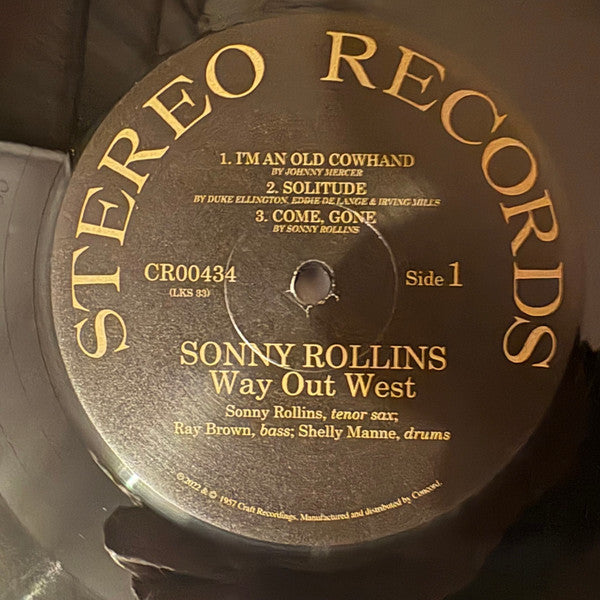 STEREO RECORDS
1. I'M AN OLD COWHAND
BY JOHNNY MERCER
2. SOLITUDE
BY DUKE ELLINGTON, EDDIE DE LANGE & IRVING MILLS
3. COME, GONE
BY SONNY ROLLINS
CR00434
(LKS 33)
Side 1
SONNY ROLLINS
Way Out West
Sonny Rollins, tenor sax;
Ray Brown, bass; Shelly Manne, drums
℗2022 & © 1957 Craft Recordings. Manufactured and distributed by Concord.